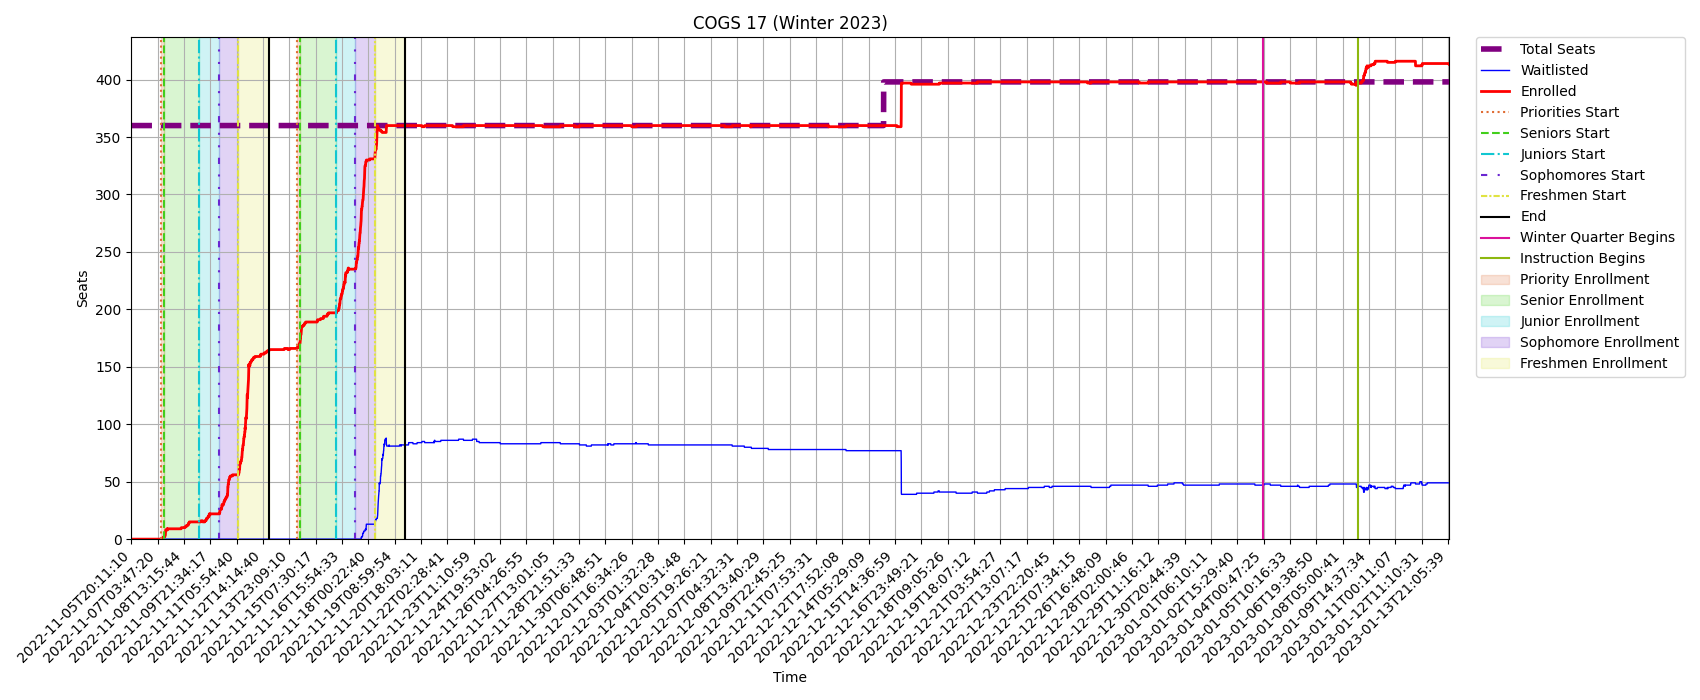 COGS 17 (Winter 2023)
Seats
400
350
300
250
200
150
100
50
0
2022-11-05T20:11:10
2022-11-07T03:47:20
2022-11-08T13:15:44
2022-11-09T21:34:17
2022-11-11T05:54:40
2022-11-12T14:14:40
2022-11-13T23:09:10
2022-11-15T07:30:17
2022-11-16T15:54:33
2022-11-18T00:22:40
2022-11-19T08:59:54
2022-11-20T18:03:11
2022-11-22T02:28:41
2022-11-23T11:10:59
2022-11-24T19:53:02
2022-11-26T04:26:55
2022-11-27T13:01:05
2022-11-28T21:51:33
2022-11-30T06:48:51
2022-12-01T16:34:26
2022-12-03T01:32:28
2022-12-04T10:31:48
2022-12-05T19:26:21
2022-12-07T04:32:31
2022-12-08T13:40:29
2022-12-09T22:45:25
2022-12-11T07:53:31
2022-12-12T17:52:08
2022-12-14T05:29:09
2022-12-15T14:36:59
2022-12-16T23:49:21
2022-12-18T09:05:26
2022-12-19T18:07:12
2022-12-21T03:54:27
2022-12-22T13:07:17
2022-12-23T22:20:45
2022-12-25T07:34:15
2022-12-26T16:48:09
2022-12-28T02:00:46
2022-12-29T11:16:12
2022-12-30T20:44:39
2023-01-01T06:10:11
2023-01-02T15:29:40
2023-01-04T00:47:25
2023-01-05T10:16:33
2023-01-06T19:38:50
2023-01-08T05:00:41
2023-01-09T14:37:34
2023-01-11T00:11:07
2023-01-12T11:10:31
2023-01-13T21:05:39
Time
Total Seats
Waitlisted
Enrolled
Priorities Start
Seniors Start
Juniors Start
Sophomores Start
Freshmen Start
End
Winter Quarter Begins
Instruction Begins
Priority Enrollment
Senior Enrollment
Junior Enrollment
Sophomore Enrollment
Freshmen Enrollment